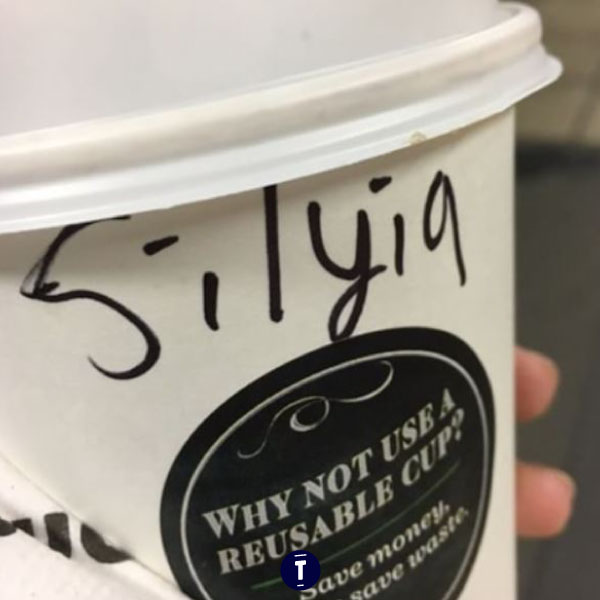 Silyia
WHY NOT USE A
REUSABLE CUP?
Save money,
save waste.
T